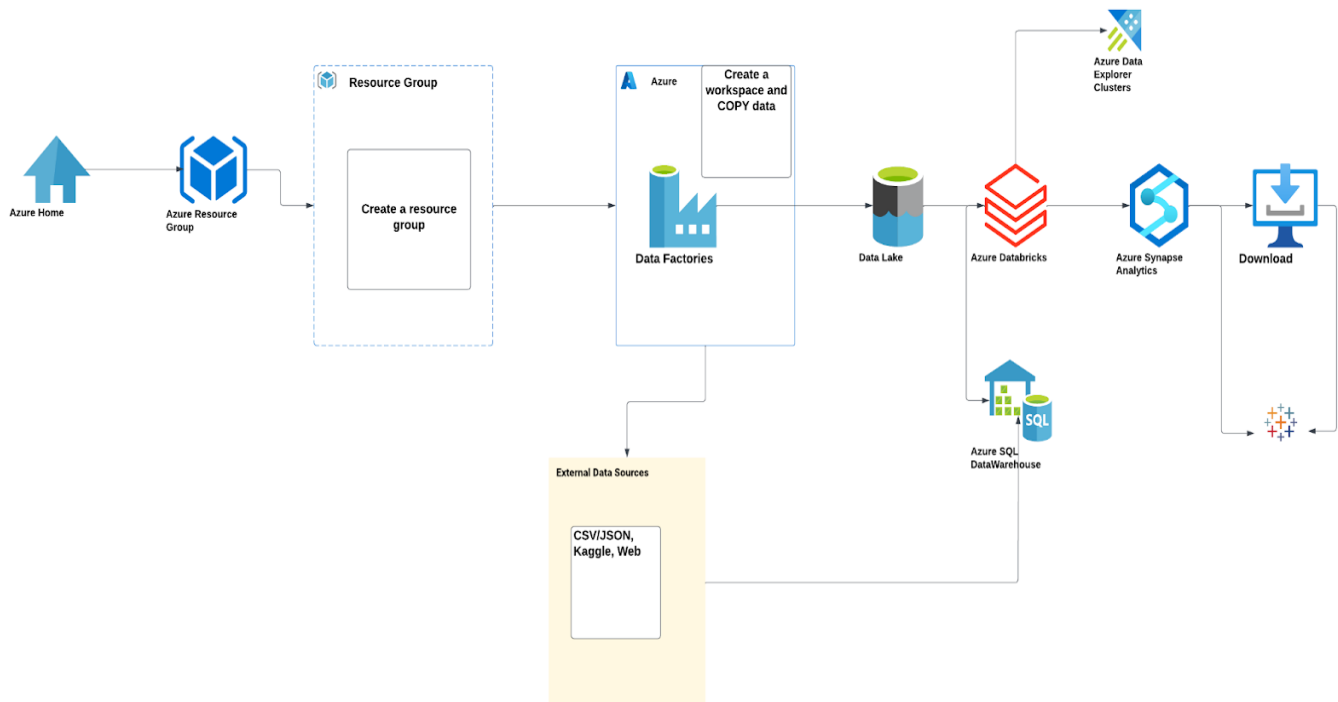 Azure Home
Azure Resource
Group
Resource Group
Create a resource
group
Azure
Create a
workspace and
COPY data
Data Factories
Data Lake
Azure Databricks
Azure Data
Explorer
Clusters
Azure Synapse
Analytics
Download
SQL
Azure SQL
DataWarehouse
External Data Sources
CSV/JSON,
Kaggle, Web